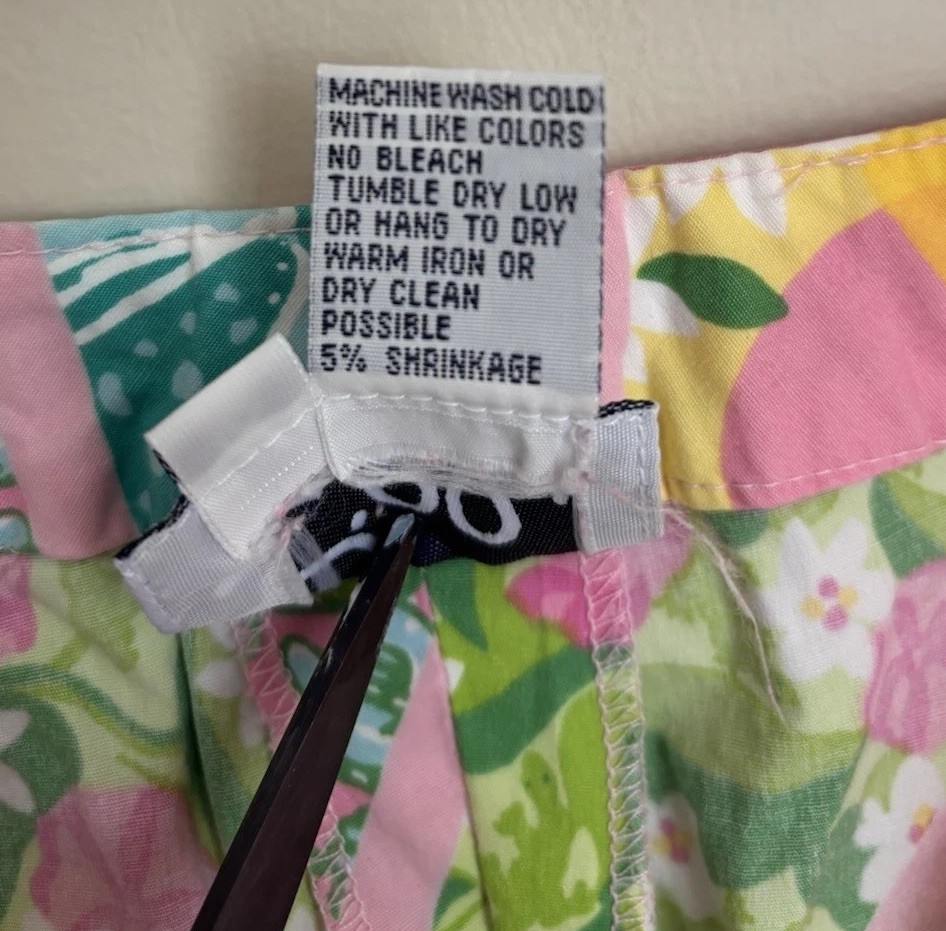 MACHINE WASH COLD
WITH LIKE COLORS
NO BLEACH
TUMBLE DRY LOW
OR HANG TO DRY
WARM IRON OR
DRY CLEAN
POSSIBLE
5% SHRINKAGE